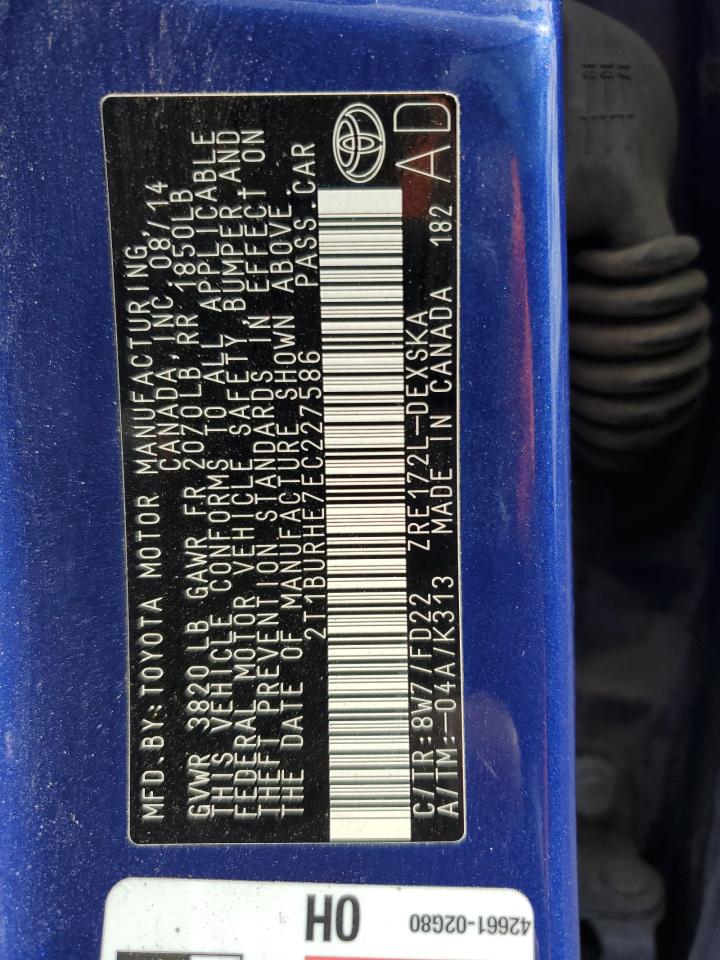 MFD. BY: TOYOTA MOTOR MANUFACTURING
CANADA, INC. 08/14
GVWR 3820 LB GAWR FR 2070LB, RR 1850LB
THIS VEHICLE CONFORMS TO ALL APPLICABLE
FEDERAL MOTOR VEHICLE SAFETY, BUMPER AND
THEFT PREVENTION STANDARDS IN EFFECT ON
THE DATE OF MANUFACTURE SHOWN ABOVE.
2T1BURHE7EC227586 PASS. CAR
C/TR: 8W7/FD22 ZRE172L-DEXSKA
A/TM:-04A/K313 MADE IN CANADA 182
AD
OH
42661-02G80